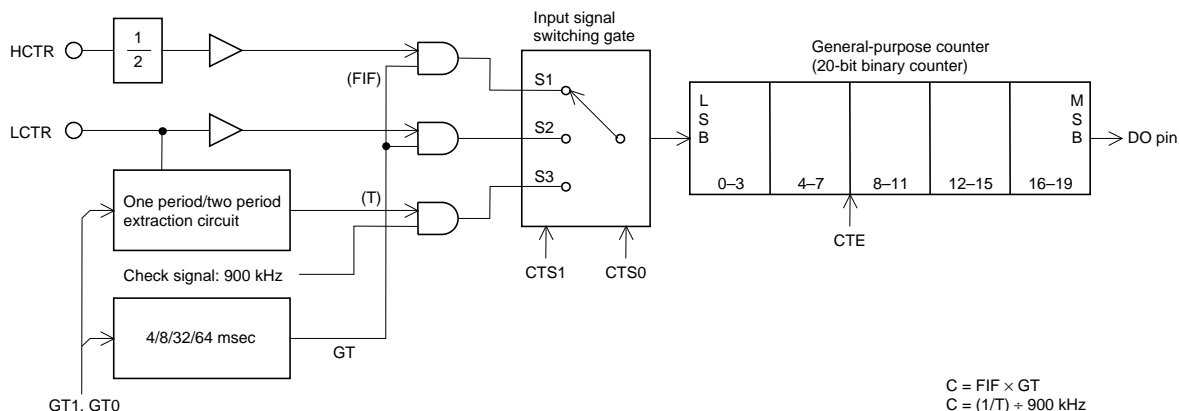 Input signal
switching gate
General-purpose counter
(20-bit binary counter)
HCTR
1
2
(FIF)
S1
LCTR
S2
L
S
B
M
S
B
DO pin
S3
0–3
4–7
8–11
12–15
16–19
One period/two period
extraction circuit
(T)
CTE
Check signal: 900 kHz
CTS1
CTS0
4/8/32/64 msec
GT
GT1, GT0
C = FIF × GT
C = (1/T) ÷ 900 kHz